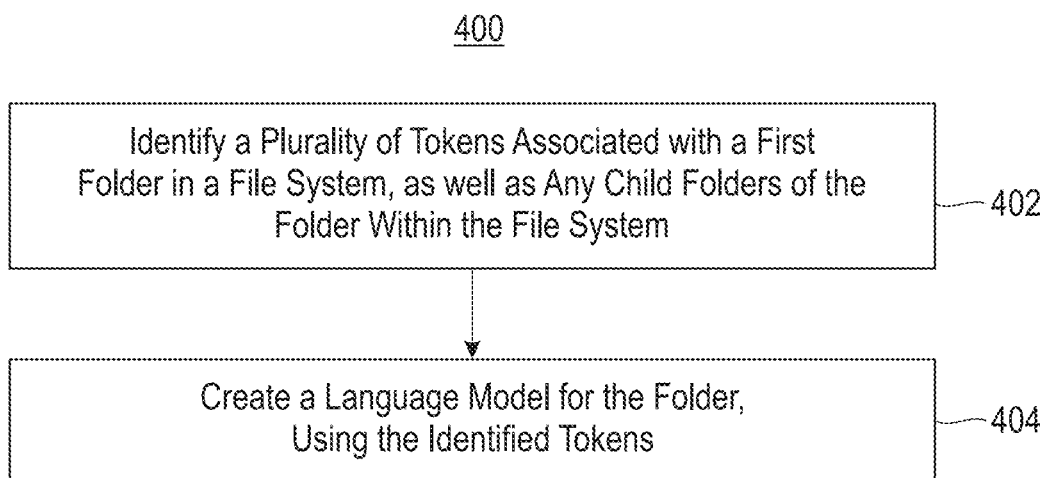 400
Identify a Plurality of Tokens Associated with a First
Folder in a File System, as well as Any Child Folders of the
Folder Within the File System
402
Create a Language Model for the Folder,
Using the Identified Tokens
404